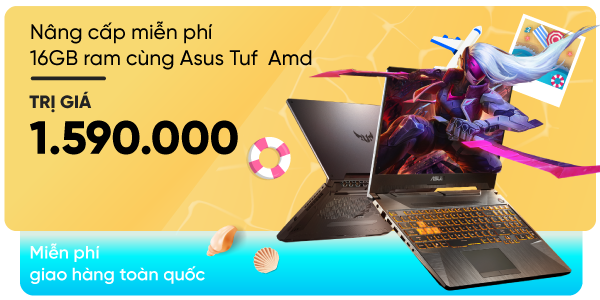 Nâng cấp miễn phí
16GB ram cùng Asus Tuf Amd
TRỊ GIÁ
1.590.000
ASUS
Miễn phí
giao hàng toàn quốc